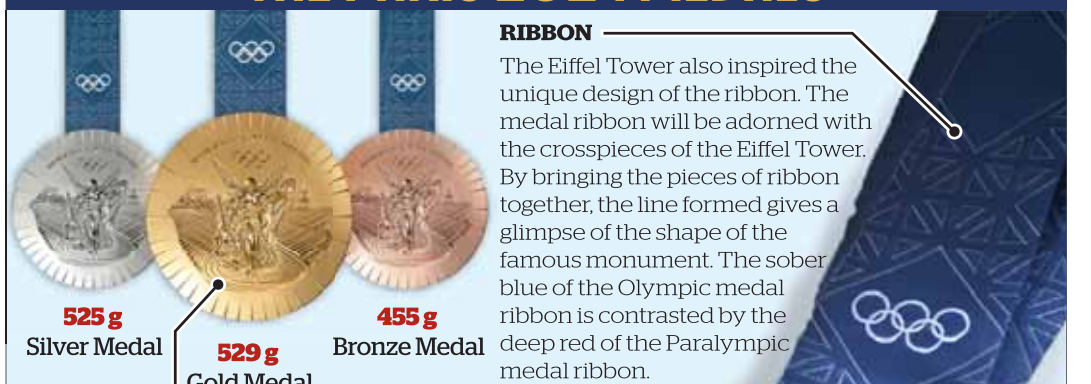 RIBBON
The Eiffel Tower also inspired the
unique design of the ribbon. The
medal ribbon will be adorned with
the crosspieces of the Eiffel Tower.
By bringing the pieces of ribbon
together, the line formed gives a
glimpse of the shape of the
famous monument. The sober
blue of the Olympic medal
ribbon is contrasted by the
deep red of the Paralympic
medal ribbon.
525 g
Silver Medal
529 g
Gold Medal
455 g
Bronze Medal